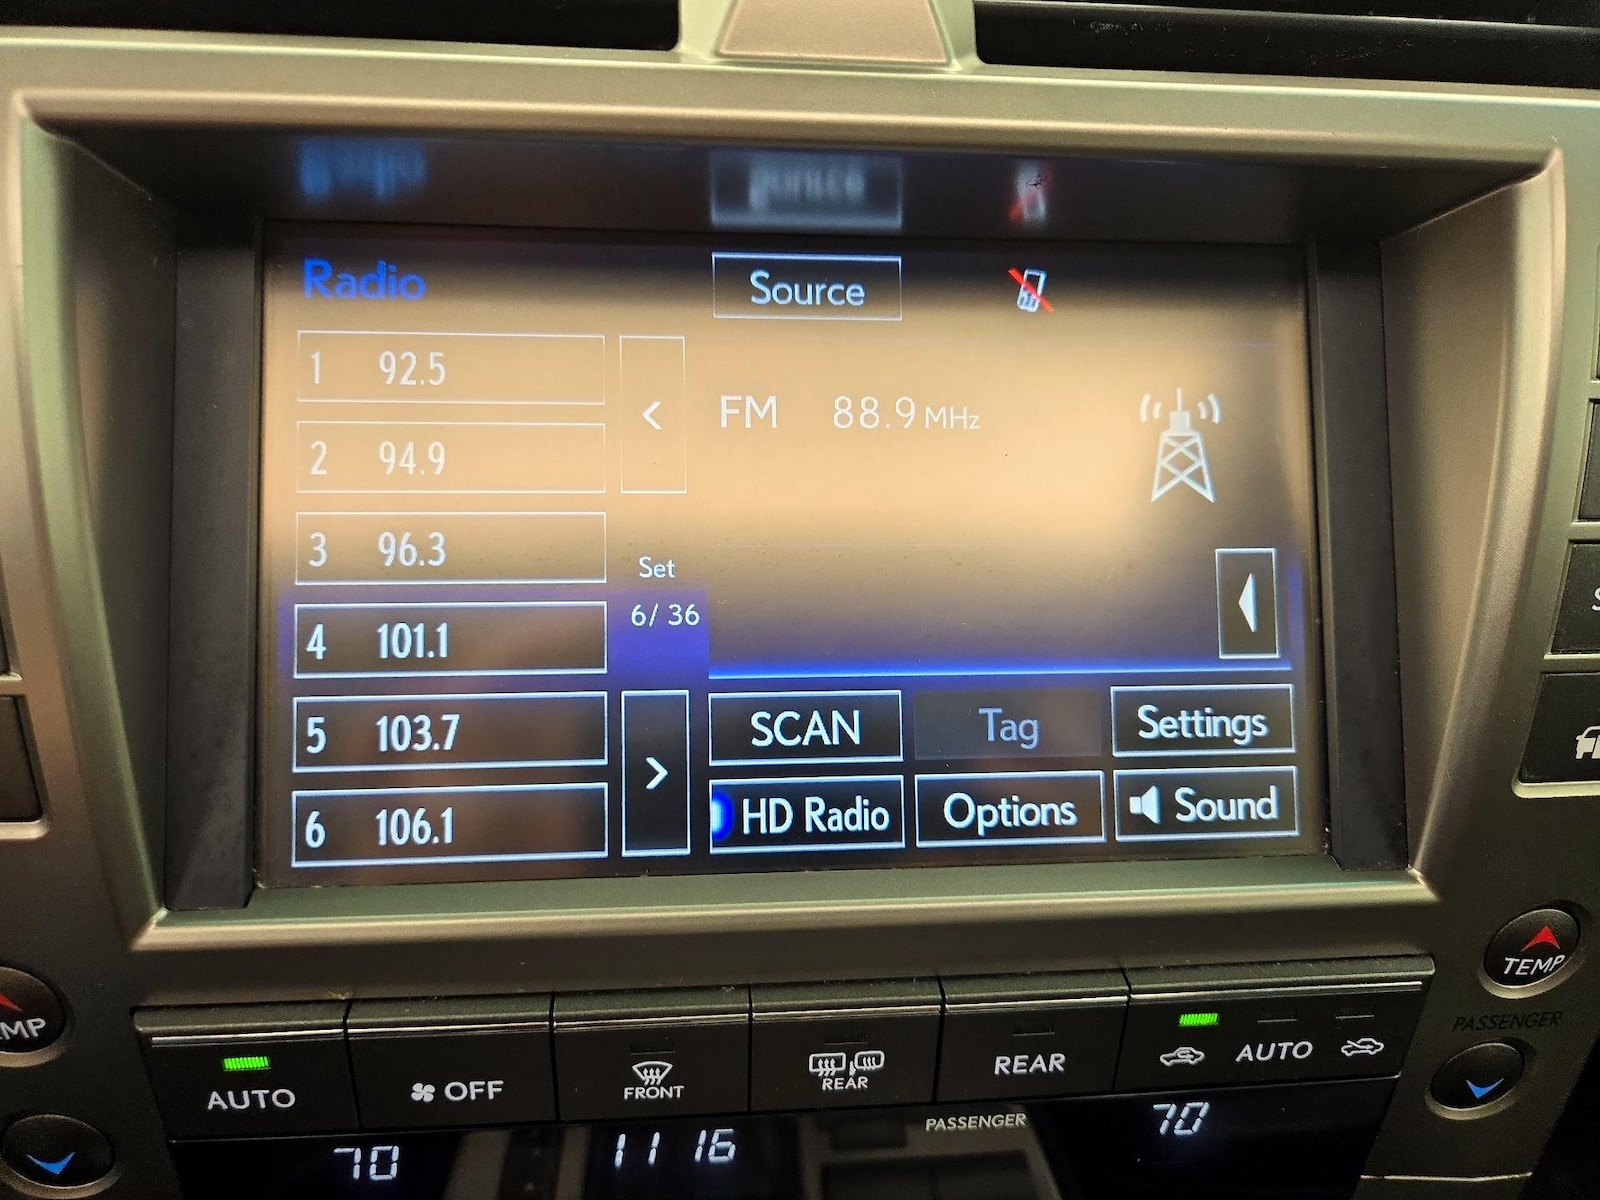 Radio
Source
1 92.5
2 94.9
3 96.3
4 101.1
5 103.7
6 106.1
<
Set
6/ 36
>
FM 88.9 MHz
SCAN Tag Settings
HD Radio Options Sound
TEMP
PASSENGER
AUTO
OFF
FRONT
REAR
REAR
AUTO
PASSENGER
70
11 16
70